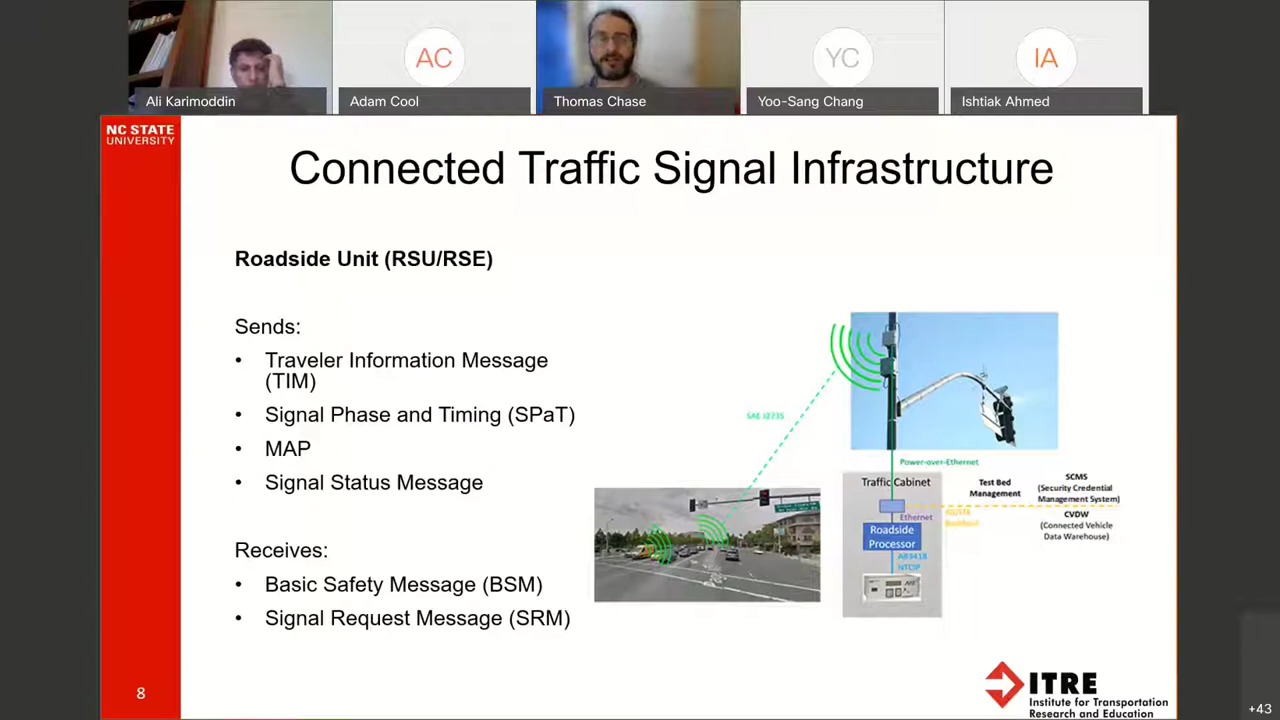 AC
YC
IA
Ali Karimoddin
Adam Cool
Thomas Chase
Yoo-Sang Chang
Ishtiak Ahmed
NC STATE
UNIVERSITY
Connected Traffic Signal Infrastructure
Roadside Unit (RSU/RSE)
Sends:
• Traveler Information Message
(TIM)
• Signal Phase and Timing (SPaT)
• MAP
• Signal Status Message
Receives:
• Basic Safety Message (BSM)
• Signal Request Message (SRM)
SAE J2735
Power-over-Ethernet
Traffic Cabinet
Ethernet
Roadside
Processor
NTCIP
Test Bed
Management
SCMS
(Security Credential
Management System)
CVDW
(Connected Vehicle
Data Warehouse)
8
ITRE
Institute for Transportation
Research and Education
+43